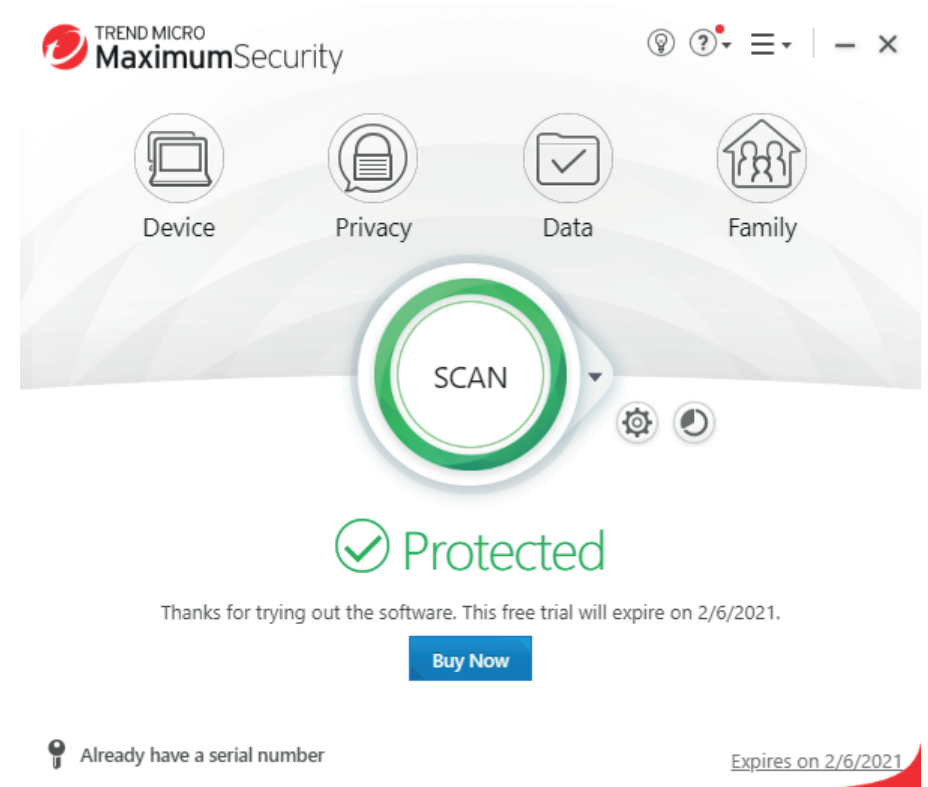 TREND MICRO
MaximumSecurity
?
Device
Privacy
Data
Family
SCAN
Protected
Thanks for trying out the software. This free trial will expire on 2/6/2021.
Buy Now
Already have a serial number
Expires on 2/6/2021